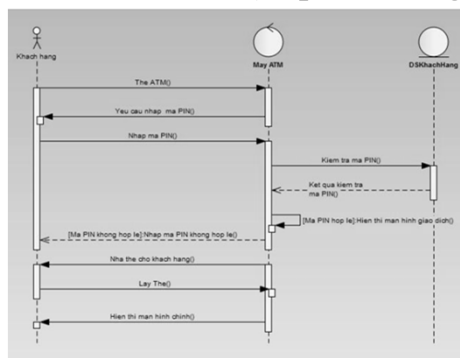 Khach hang
May ATM
DSKhachHang
The ATM()
Yeu cau nhap ma PIN()
Nhap ma PIN()
Kiem tra ma PIN()
Ket qua kiem tra
ma PIN()
[Ma PIN hop le]:Hien thi man hinh giao dich()
[Ma PIN khong hop le]:Nhap ma PIN khong hop le()
Nha the cho khach hang()
Lay The()
Hien thi man hinh chinh()